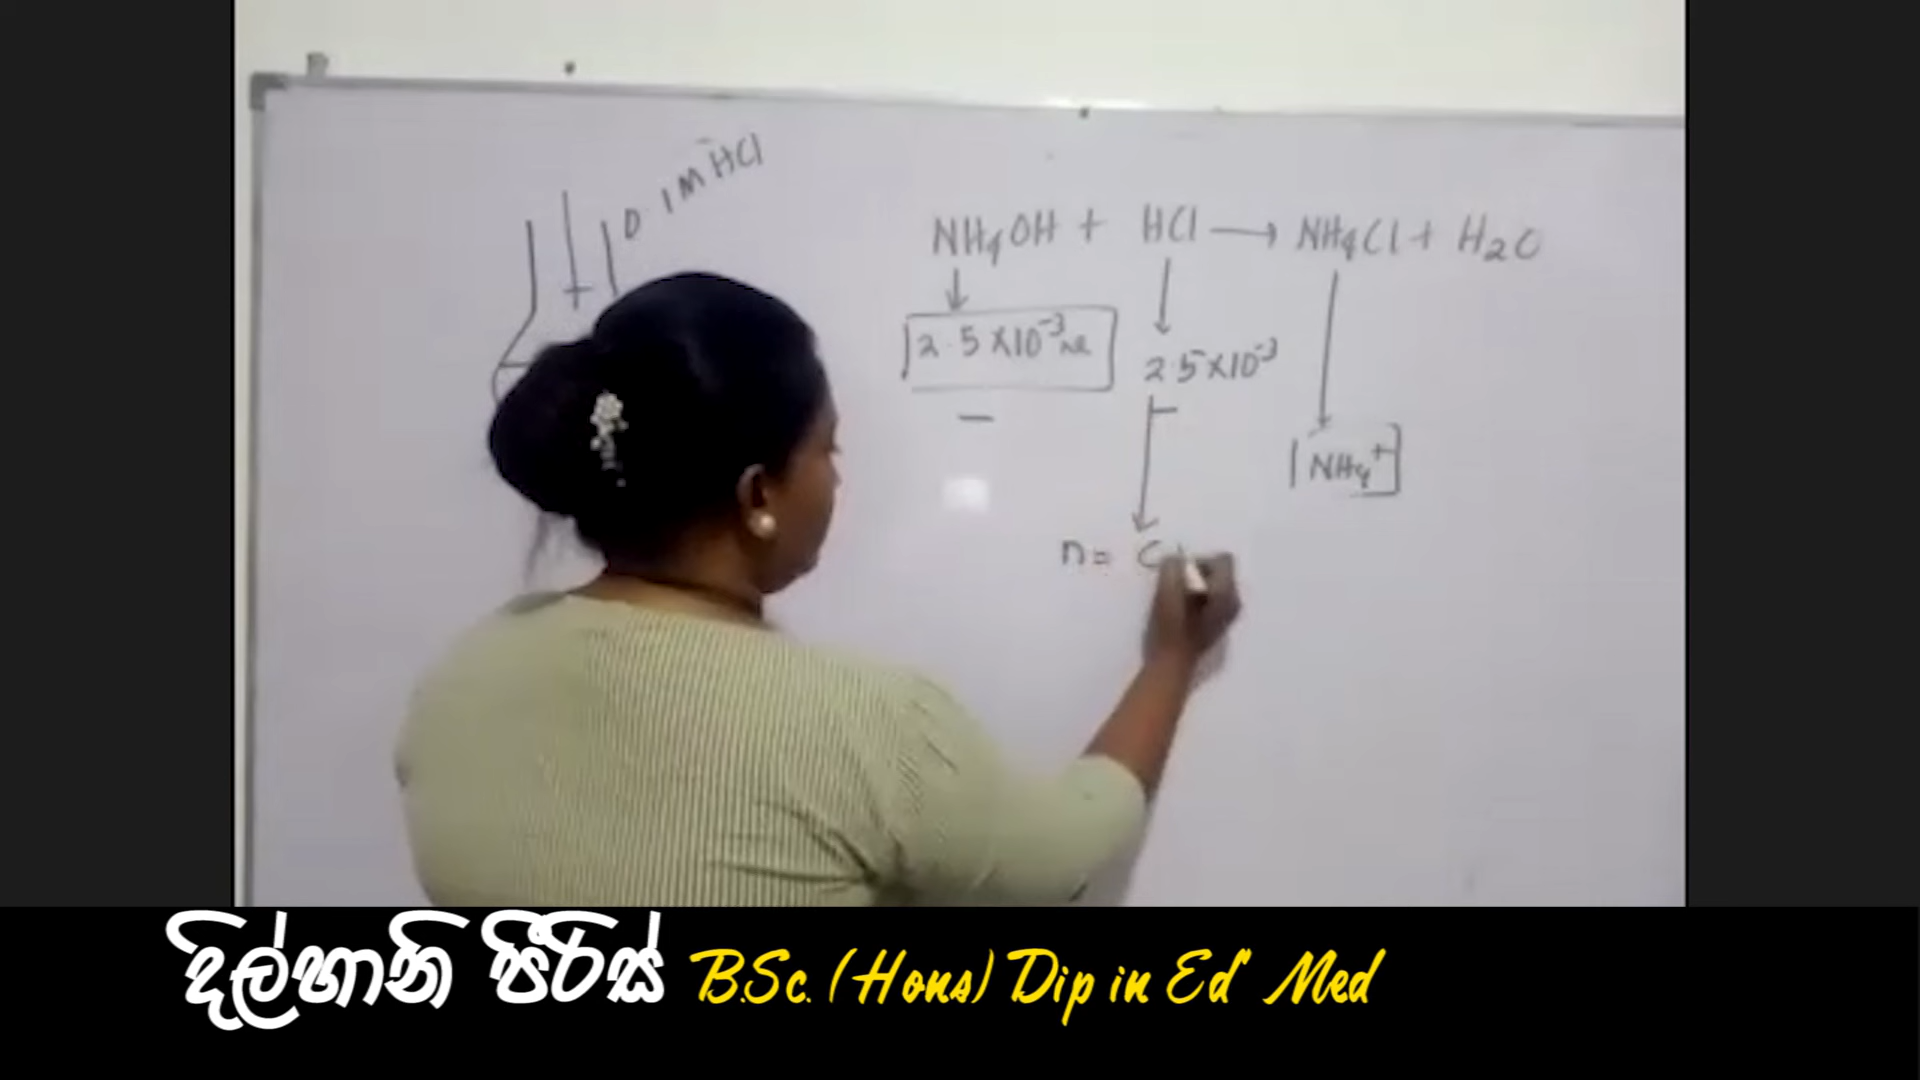 0.1M HCl
NH4OH + HCl → NH4Cl + H2O
2.5 × 10⁻³
2.5 × 10⁻³
[NH4⁺]
n = C
දිල්හානි පීරිස් B.Sc. (Hons) Dip in Ed Med